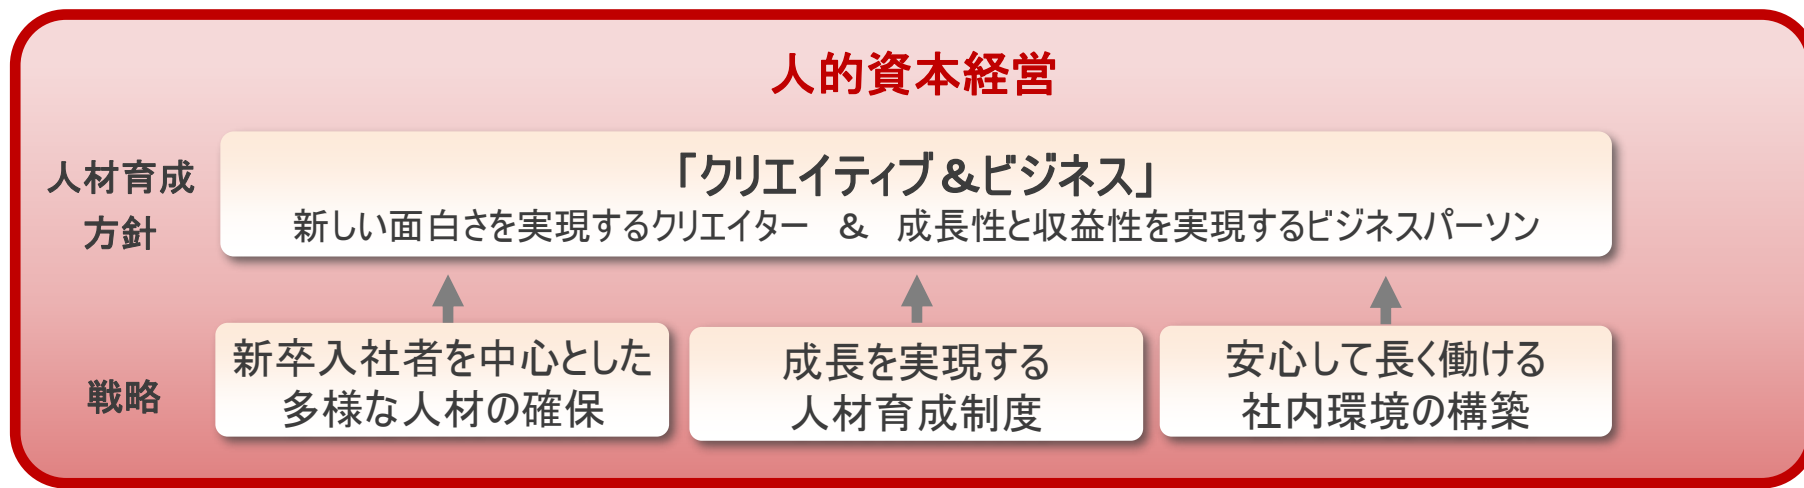 人的資本経営
人材育成
方針
「クリエイティブ&ビジネス」
新しい面白さを実現するクリエイター　&　成長性と収益性を実現するビジネスパーソン
戦略
新卒入社者を中心とした
多様な人材の確保
成長を実現する
人材育成制度
安心して長く働ける
社内環境の構築